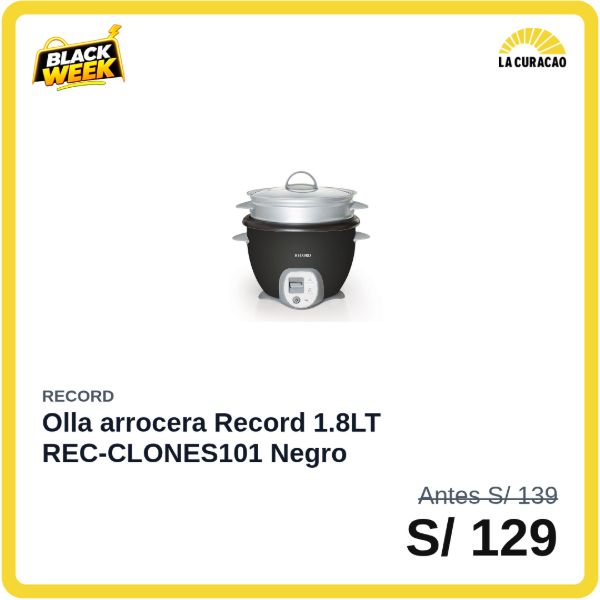 BLACK
WEEK
LA CURACAO
RECORD
RECORD
Olla arrocera Record 1.8LT
REC-CLONES101 Negro
Antes S/ 139
S/ 129